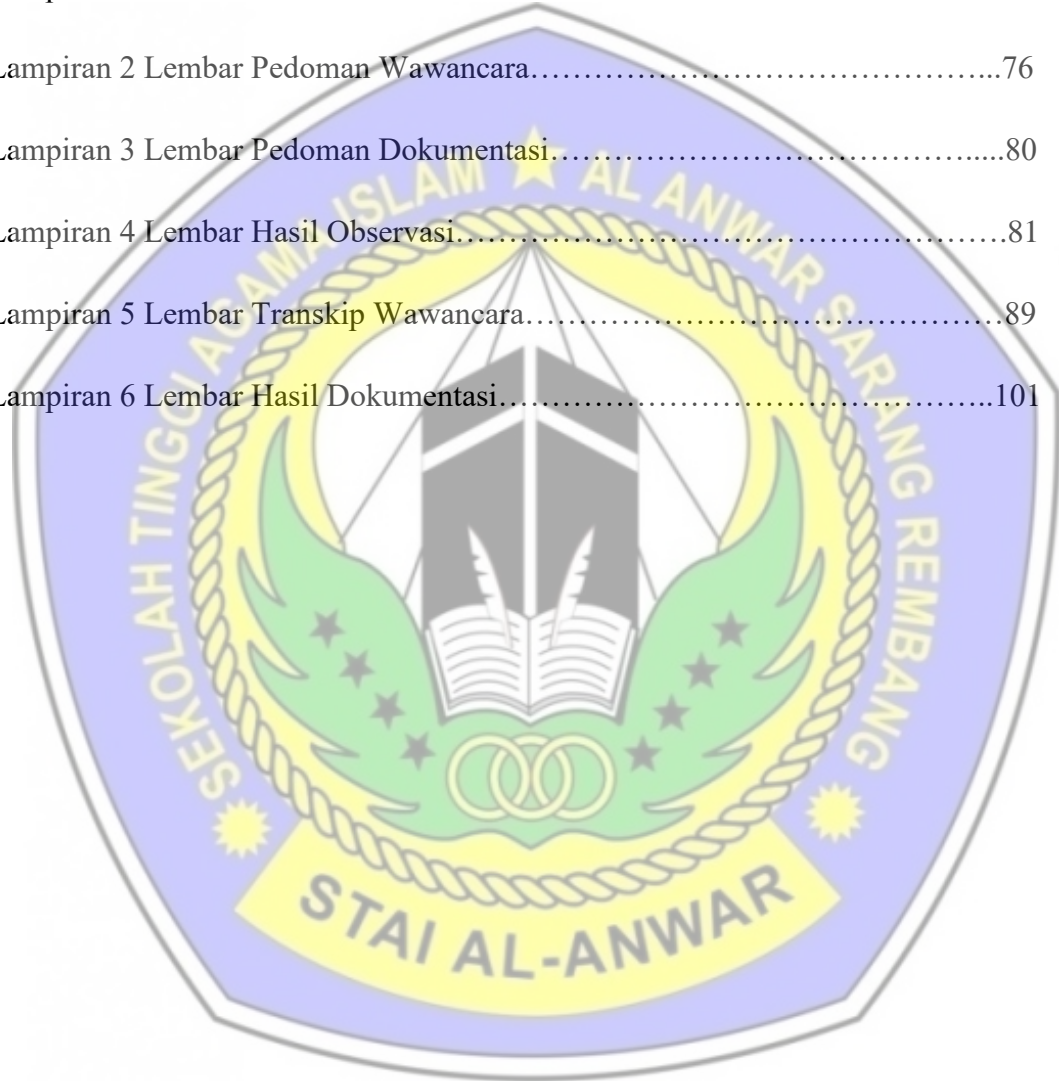 Lampiran 2 Lembar Pedoman Wawancara…………………………………...76
Lampiran 3 Lembar Pedoman Dokumentasi……………………………….....80
Lampiran 4 Lembar Hasil Observasi…………………………………………….81
Lampiran 5 Lembar Transkip Wawancara………………………………………89
Lampiran 6 Lembar Hasil Dokumentasi………………………………………..101
SEKOLAH TINGGI AGAMA ISLAM ★ AL ANWAR SARANG REMBANG
STAI AL-ANWAR